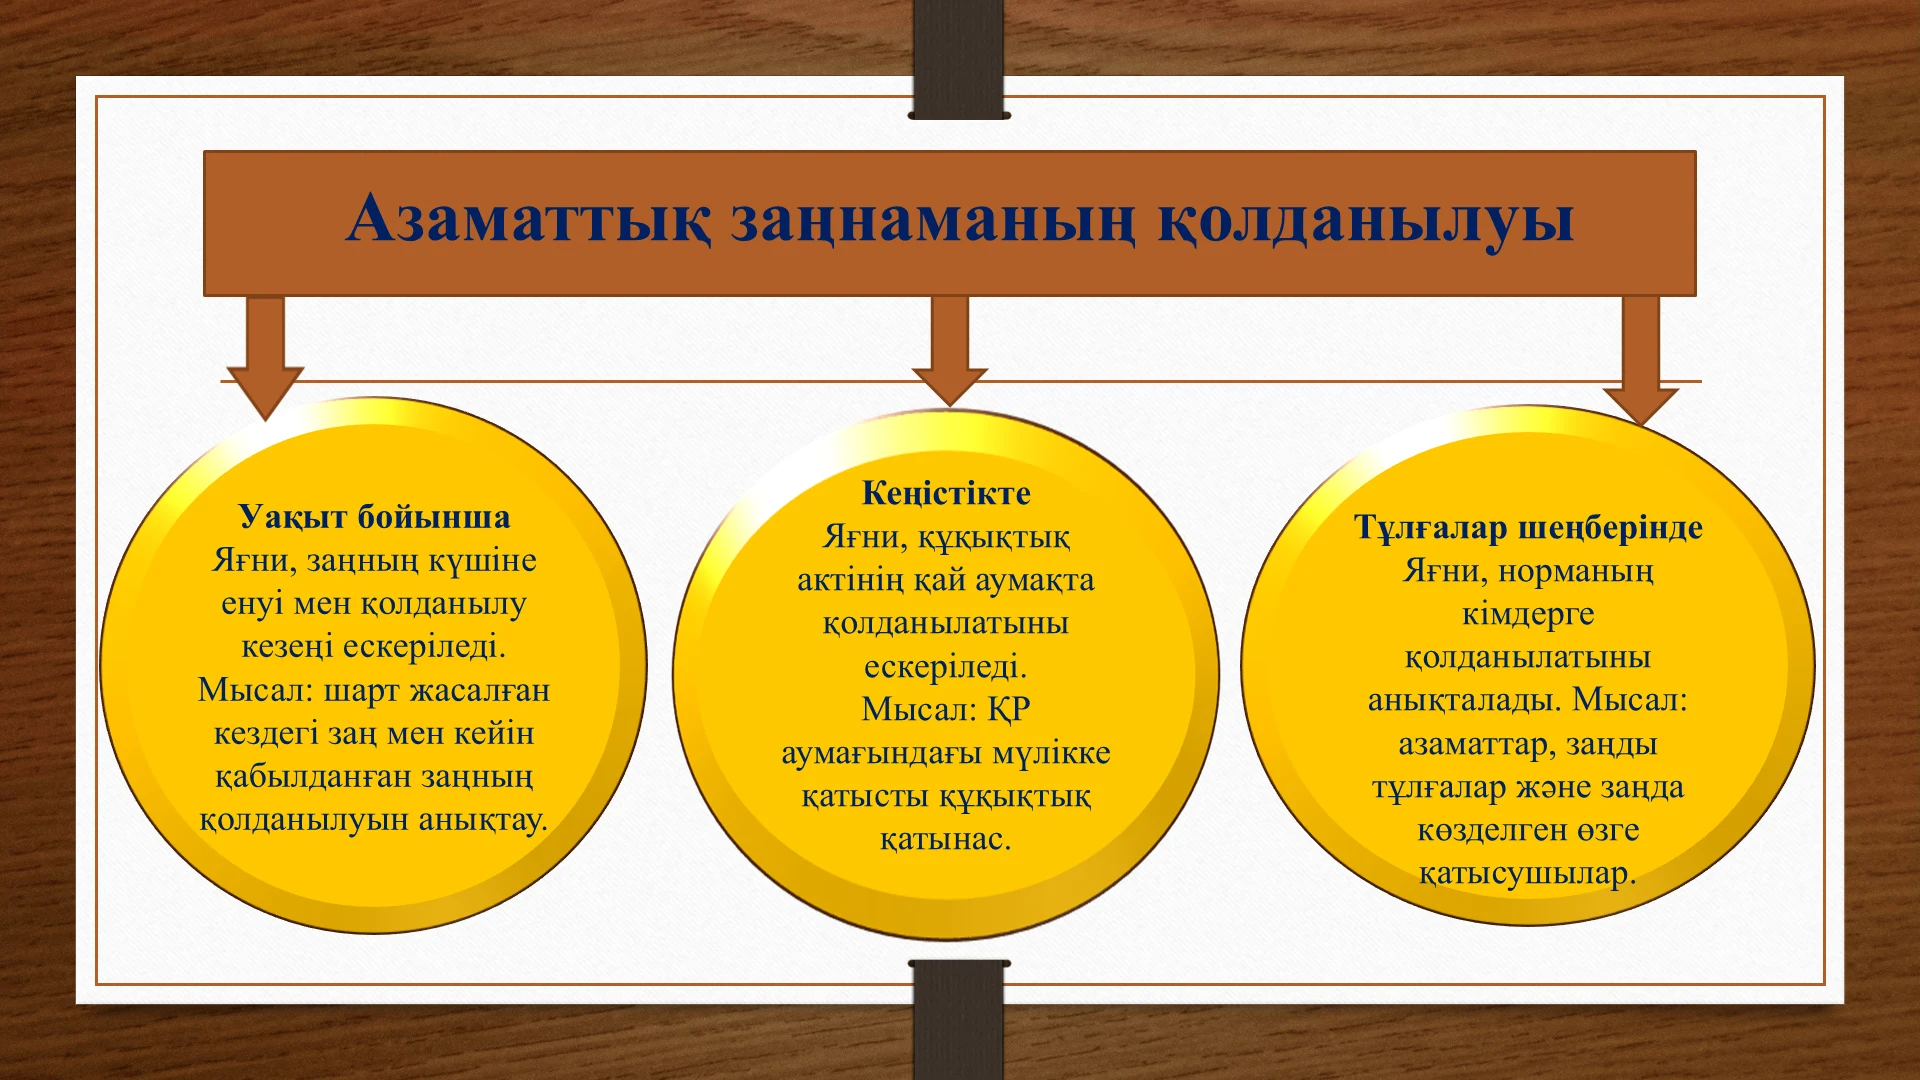 Азаматтық заңнаманың қолданылуы
Уақыт бойынша
Яғни, заңның күшіне
енуі мен қолданылу
кезеңі ескеріледі.
Мысал: шарт жасалған
кездегі заң мен кейін
қабылданған заңның
қолданылуын анықтау.
Кеңістікте
Яғни, құқықтық
актінің қай аумақта
қолданылатыны
ескеріледі.
Мысал: ҚР
аумағындағы мүлікке
қатысты құқықтық
қатынас.
Тұлғалар шеңберінде
Яғни, норманың
кімдерге
қолданылатыны
анықталады. Мысал:
азаматтар, заңды
тұлғалар және заңда
көзделген өзге
қатысушылар.